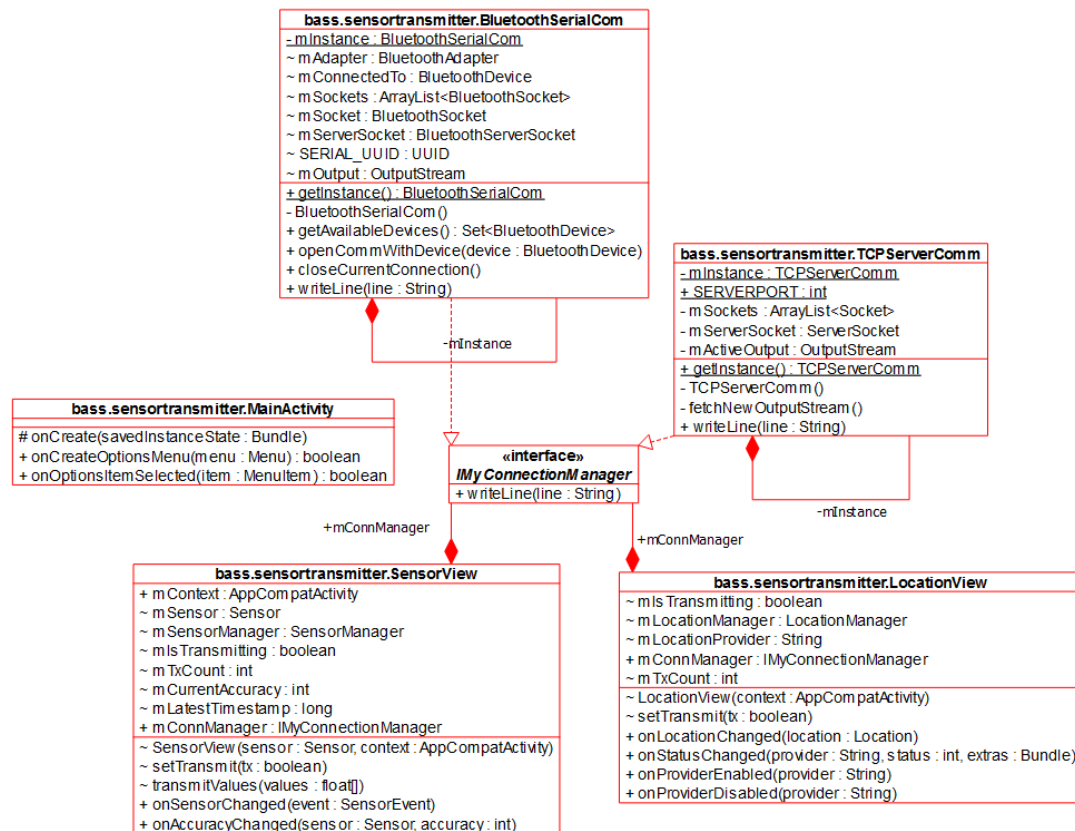 bass.sensortransmitter.BluetoothSerialCom
- mInstance : BluetoothSerialCom
~ mAdapter : BluetoothAdapter
~ mConnectedTo : BluetoothDevice
~ mSockets : ArrayList<BluetoothSocket>
~ mSocket : BluetoothSocket
~ mServerSocket : BluetoothServerSocket
~ SERIAL_UUID : UUID
~ mOutput : OutputStream
+ getInstance() : BluetoothSerialCom
- BluetoothSerialCom()
+ getAvailableDevices() : Set<BluetoothDevice>
+ openCommWithDevice(device : BluetoothDevice)
+ closeCurrentConnection()
+ writeLine(line : String)
-mInstance
bass.sensortransmitter.TCPServerComm
- mInstance : TCPServerComm
+ SERVERPORT : int
- mSockets : ArrayList<Socket>
- mServerSocket : ServerSocket
- mActiveOutput : OutputStream
+ getInstance() : TCPServerComm
- TCPServerComm()
- fetchNewOutputStream()
+ writeLine(line : String)
-mInstance
bass.sensortransmitter.MainActivity
# onCreate(savedInstanceState : Bundle)
+ onCreateOptionsMenu(menu : Menu) : boolean
+ onOptionsItemSelected(item : MenuItem) : boolean
«interface»
IMyConnectionManager
+ writeLine(line : String)
+mConnManager
+mConnManager
bass.sensortransmitter.SensorView
+ mContext : AppCompatActivity
~ mSensor : Sensor
~ mSensorManager : SensorManager
~ mIsTransmitting : boolean
~ mTxCount : int
~ mCurrentAccuracy : int
~ mLatestTimestamp : long
+ mConnManager : IMyConnectionManager
~ SensorView(sensor : Sensor, context : AppCompatActivity)
~ setTransmit(tx : boolean)
~ transmitValues(values : float[])
+ onSensorChanged(event : SensorEvent)
+ onAccuracyChanged(sensor : Sensor, accuracy : int)
bass.sensortransmitter.LocationView
~ mIsTransmitting : boolean
~ mLocationManager : LocationManager
~ mLocationProvider : String
+ mConnManager : IMyConnectionManager
~ mTxCount : int
~ LocationView(context : AppCompatActivity)
~ setTransmit(tx : boolean)
+ onLocationChanged(location : Location)
+ onStatusChanged(provider : String, status : int, extras : Bundle)
+ onProviderEnabled(provider : String)
+ onProviderDisabled(provider : String)